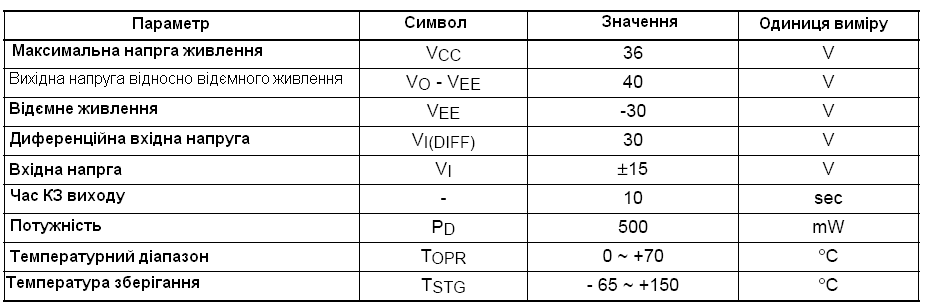 Параметр Символ Значення Одиниця виміру
Максимальна напрга живлення VCC 36 V
Вихідна напруга відносно відємного живлення VO - VEE 40 V
Відємне живлення VEE -30 V
Диференційна вхідна напруга VI(DIFF) 30 V
Вхідна напрга VI ±15 V
Час КЗ виходу - 10 sec
Потужність PD 500 mW
Температурний діапазон TOPR 0 ~ +70 °C
Температура зберігання TSTG - 65 ~ +150 °C